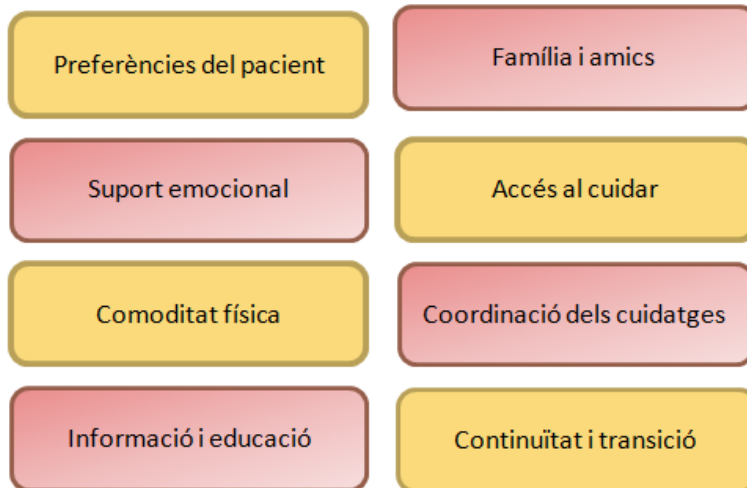 Preferències del pacient
Família i amics
Suport emocional
Accés al cuidar
Comoditat física
Coordinació dels cuidatges
Informació i educació
Continuïtat i transició